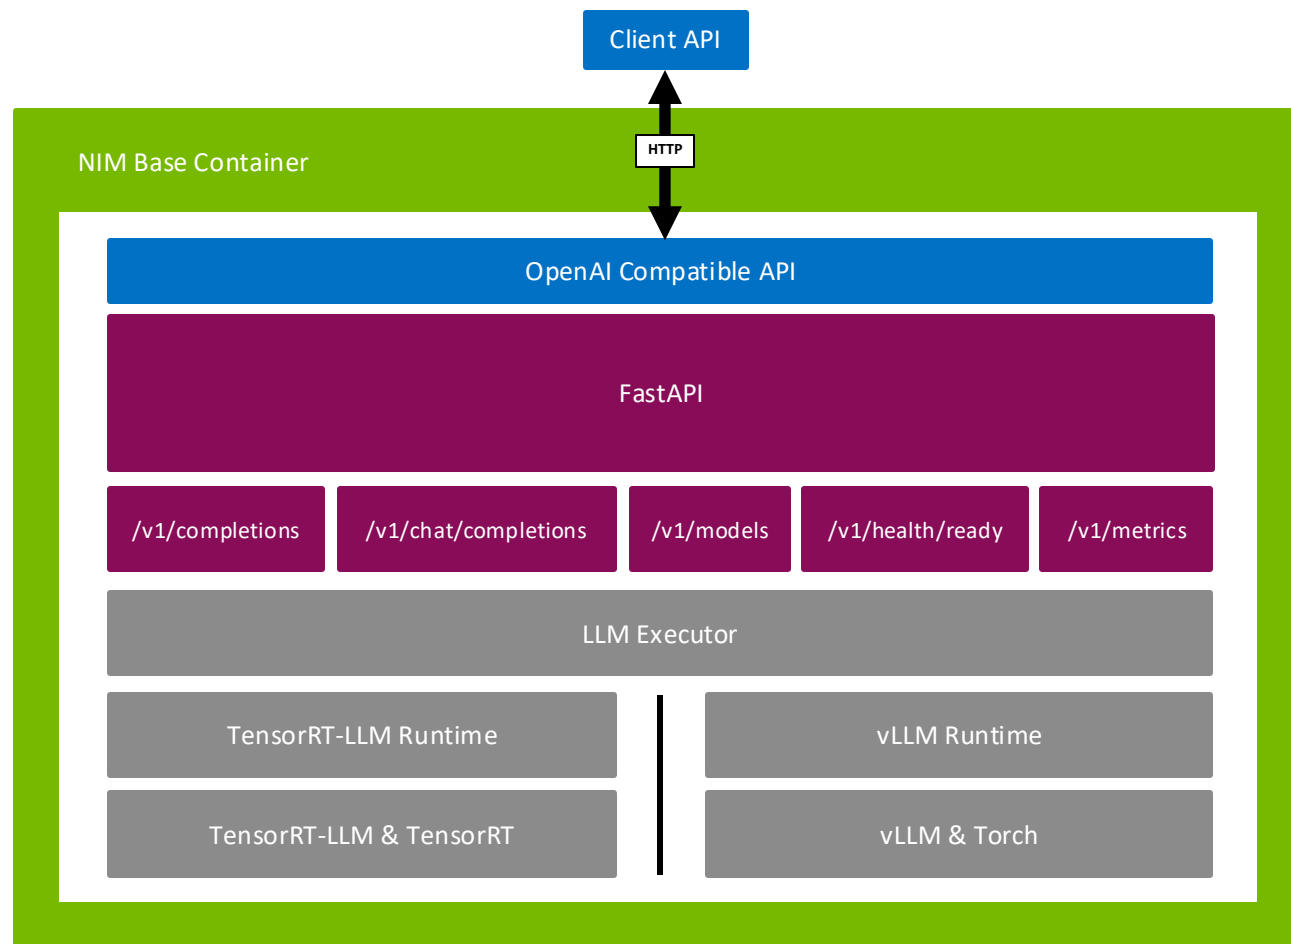 Client API
HTTP
NIM Base Container
OpenAI Compatible API
FastAPI
/v1/completions
/v1/chat/completions
/v1/models
/v1/health/ready
/v1/metrics
LLM Executor
TensorRT-LLM Runtime
vLLM Runtime
TensorRT-LLM & TensorRT
vLLM & Torch